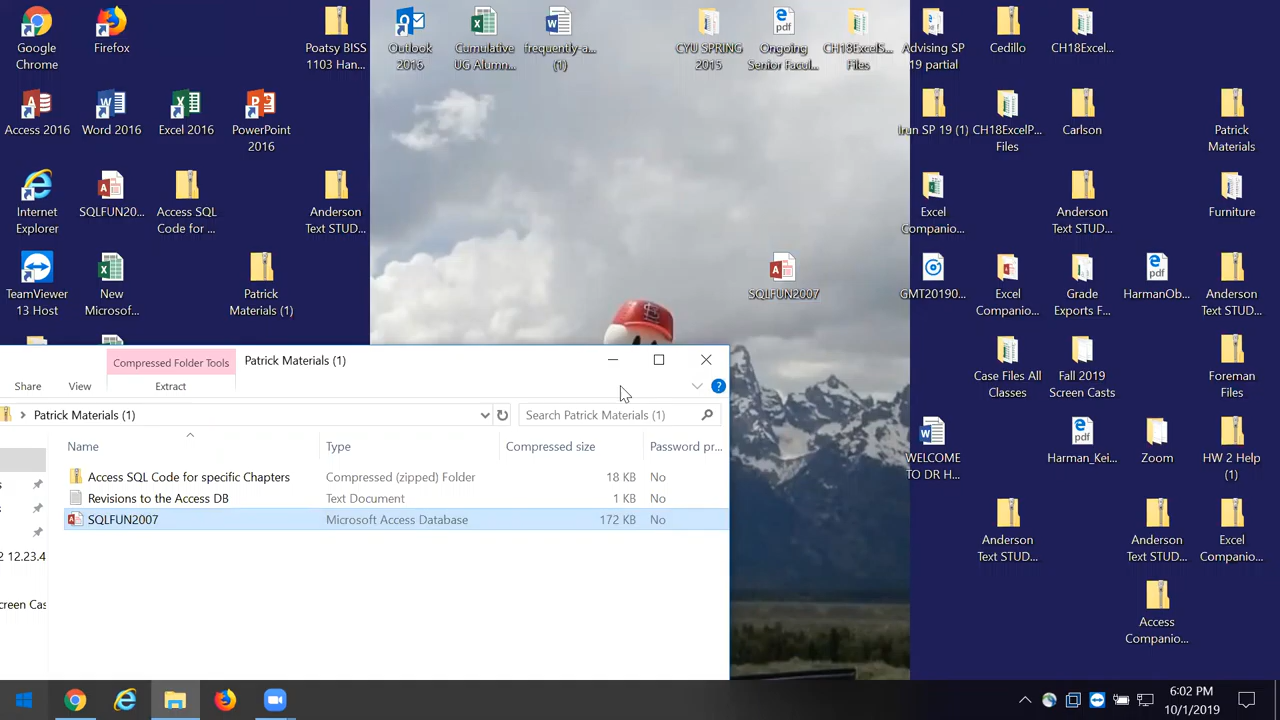 Google
Chrome
Firefox
Poatsy BISS
1103 Han...
Outlook
2016
Cumulative
UG Alumn...
frequently-a...
(1)
CYU SPRING
2015
Ongoing
Senior Facul...
CH18ExcelS...
Files
Advising SP
19 partial
Cedillo
CH18Excel...
Access 2016
Word 2016
Excel 2016
PowerPoint
2016
Irun SP 19 (1)
CH18ExcelP...
Files
Carlson
Patrick
Materials
Internet
Explorer
SQLFUN20...
Access SQL
Code for ...
Anderson
Text STUD...
Excel
Companio...
Anderson
Text STUD...
Furniture
TeamViewer
13 Host
New
Microsof...
Patrick
Materials (1)
SQLFUN2007
GMT20190...
Excel
Companio...
Grade
Exports F...
HarmanOb...
Anderson
Text STUD...
Compressed Folder Tools
Patrick Materials (1)
Share
View
Extract
Patrick Materials (1)
Search Patrick Materials (1)
Name
Type
Compressed size
Password pr...
Access SQL Code for specific Chapters
Compressed (zipped) Folder
18 KB
No
Revisions to the Access DB
Text Document
1 KB
No
SQLFUN2007
Microsoft Access Database
172 KB
No
2 12.23.4
creen Cas
Case Files All
Classes
Fall 2019
Screen Casts
Foreman
Files
WELCOME
TO DR H...
Harman_Kei...
Zoom
HW 2 Help
(1)
Anderson
Text STUD...
Anderson
Text STUD...
Excel
Companio...
Access
Companio...
6:02 PM
10/1/2019